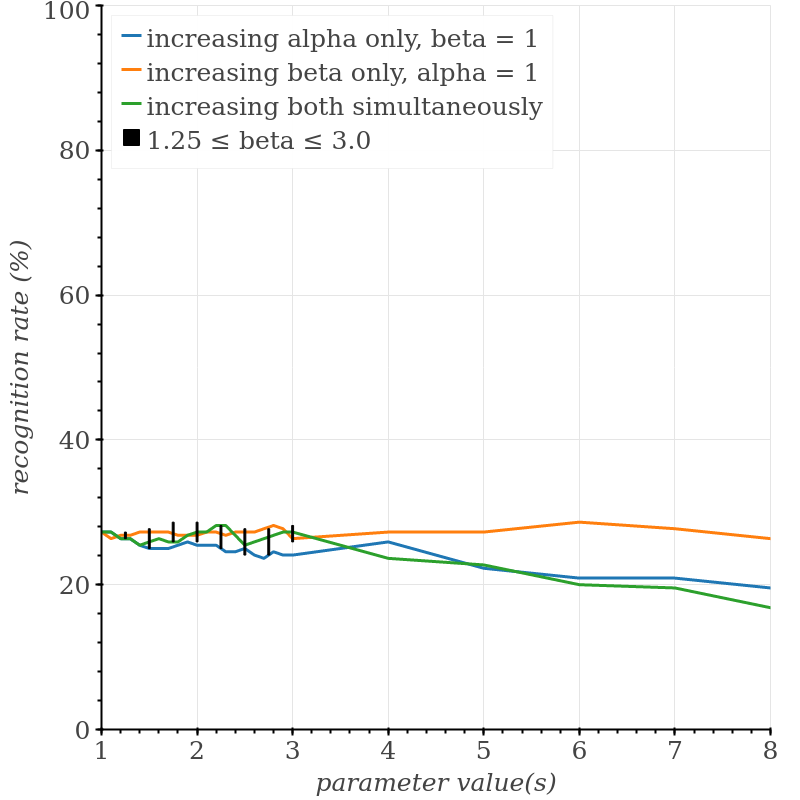 increasing alpha only, beta = 1
increasing beta only, alpha = 1
increasing both simultaneously
1.25 ≤ beta ≤ 3.0
recognition rate (%)
100
80
60
40
20
0
1 2 3 4 5 6 7 8
parameter value(s)